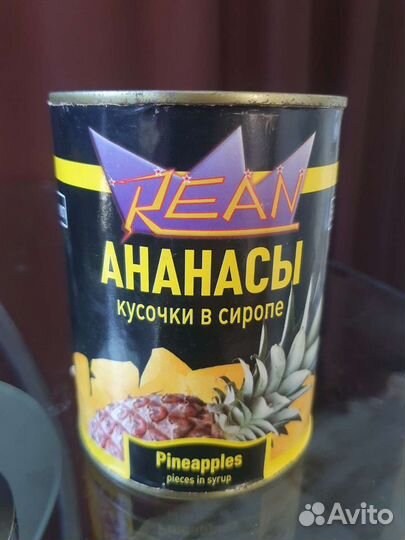 REAN
АНАНАСЫ
кусочки в сиропе
Pineapples
pieces in syrup
Avito